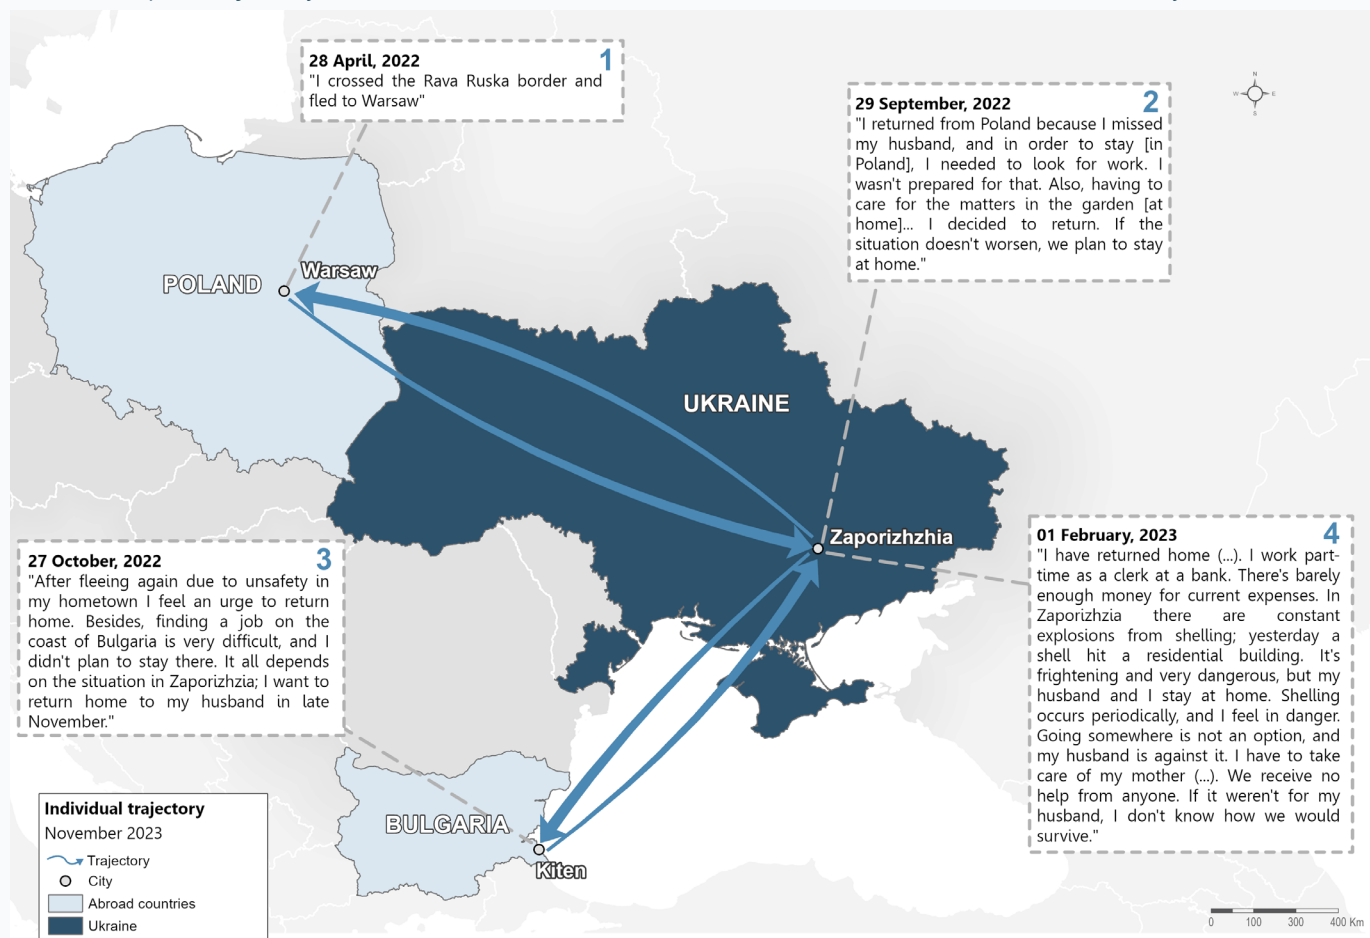 28 April, 2022
1
"I crossed the Rava Ruska border and
fled to Warsaw"
29 September, 2022
2
"I returned from Poland because I missed
my husband, and in order to stay [in
Poland], I needed to look for work. I
wasn't prepared for that. Also, having to
care for the matters in the garden [at
home]... I decided to return. If the
situation doesn't worsen, we plan to stay
at home."
N
W
E
S
POLAND
Warsaw
UKRAINE
Zaporizhzhia
27 October, 2022
3
"After fleeing again due to unsafety in
my hometown I feel an urge to return
home. Besides, finding a job on the
coast of Bulgaria is very difficult, and I
didn't plan to stay there. It all depends
on the situation in Zaporizhzia; I want to
return home to my husband in late
November."
01 February, 2023
4
"I have returned home (...). I work part-
time as a clerk at a bank. There's barely
enough money for current expenses. In
Zaporizhzia there are constant
explosions from shelling; yesterday a
shell hit a residential building. It's
frightening and very dangerous, but my
husband and I stay at home. Shelling
occurs periodically, and I feel in danger.
Going somewhere is not an option, and
my husband is against it. I have to take
care of my mother (...). We receive no
help from anyone. If it weren't for my
husband, I don't know how we would
survive."
BULGARIA
Kiten
Individual trajectory
November 2023
Trajectory
City
Abroad countries
Ukraine
0 100 300 400 Km